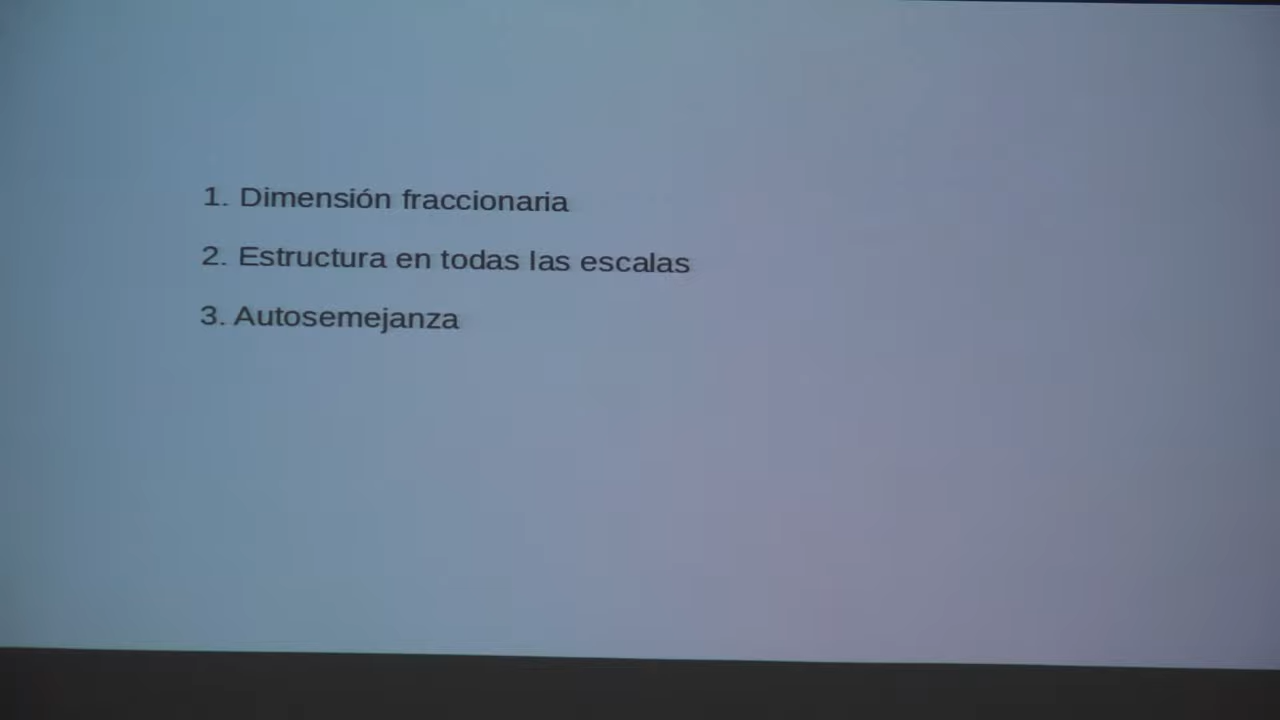 1. Dimensión fraccionaria
2. Estructura en todas las escalas
3. Autosemejanza